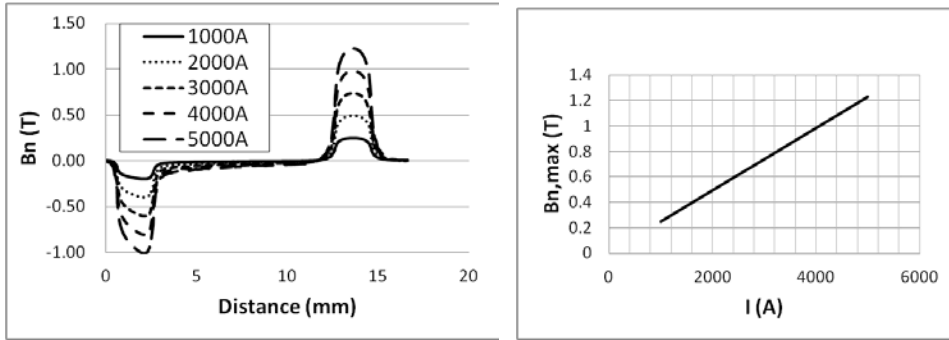 1.50
1.00
0.50
0.00
-0.50
-1.00
Bn (T)
1000A
2000A
3000A
4000A
5000A
0 5 10 15 20
Distance (mm)
1.4
1.2
1
0.8
0.6
0.4
0.2
0
Bn,max (T)
0 2000 4000 6000
I (A)